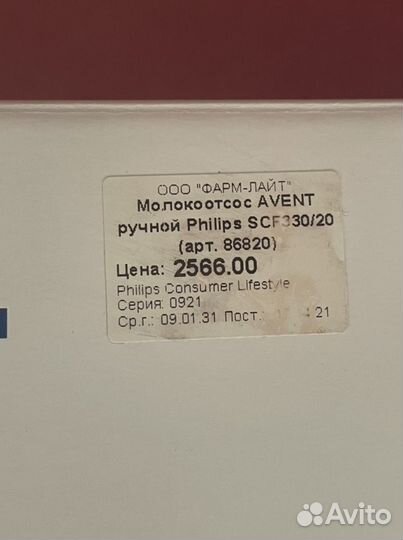 ООО "ФАРМ-ЛАЙТ"
Молокоотсос AVENT
ручной Philips SCF330/20
(арт. 86820)
Цена: 2566.00
Philips Consumer Lifestyle
Серия: 0921
Ср.г.: 09.01.31 Пост.: 21
Avito